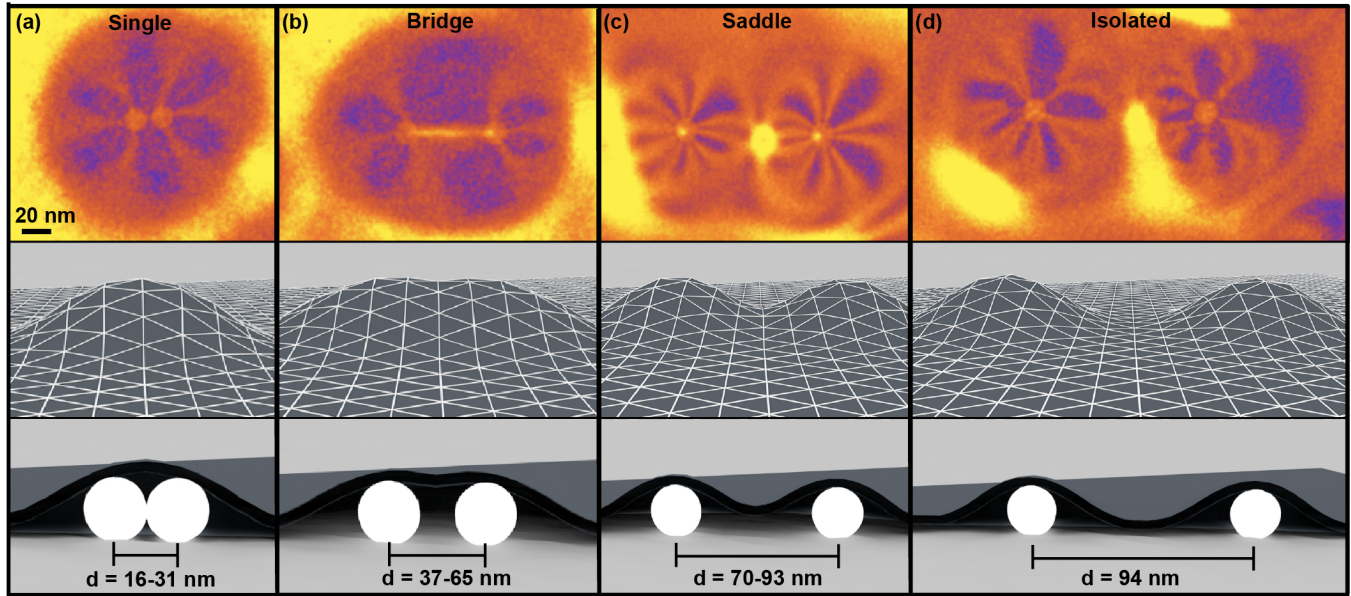 (a) Single
(b) Bridge
(c) Saddle
(d) Isolated
20 nm
d = 16-31 nm
d = 37-65 nm
d = 70-93 nm
d = 94 nm